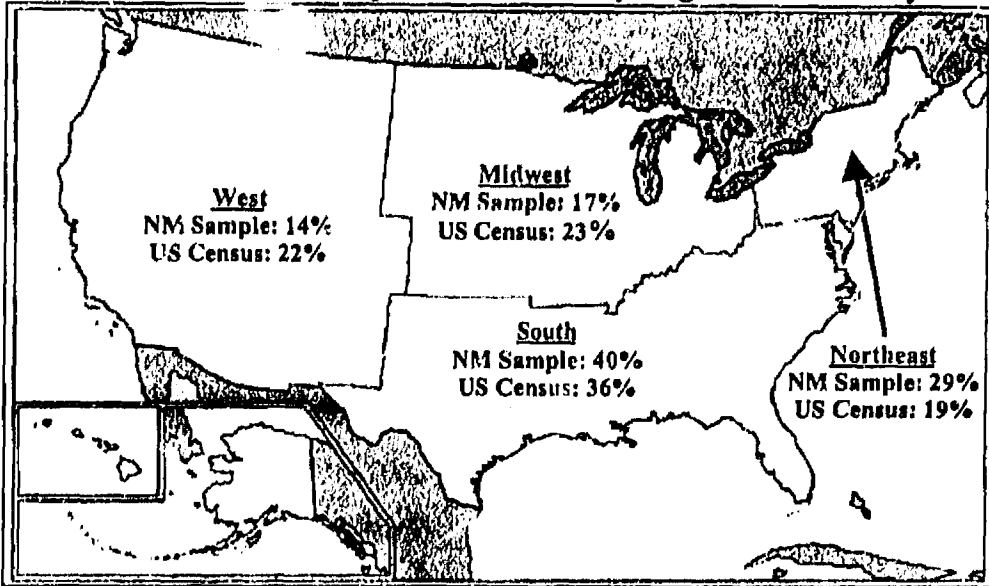 West
NM Sample: 14%
US Census: 22%
Midwest
NM Sample: 17%
US Census: 23%
South
NM Sample: 40%
US Census: 36%
Northeast
NM Sample: 29%
US Census: 19%